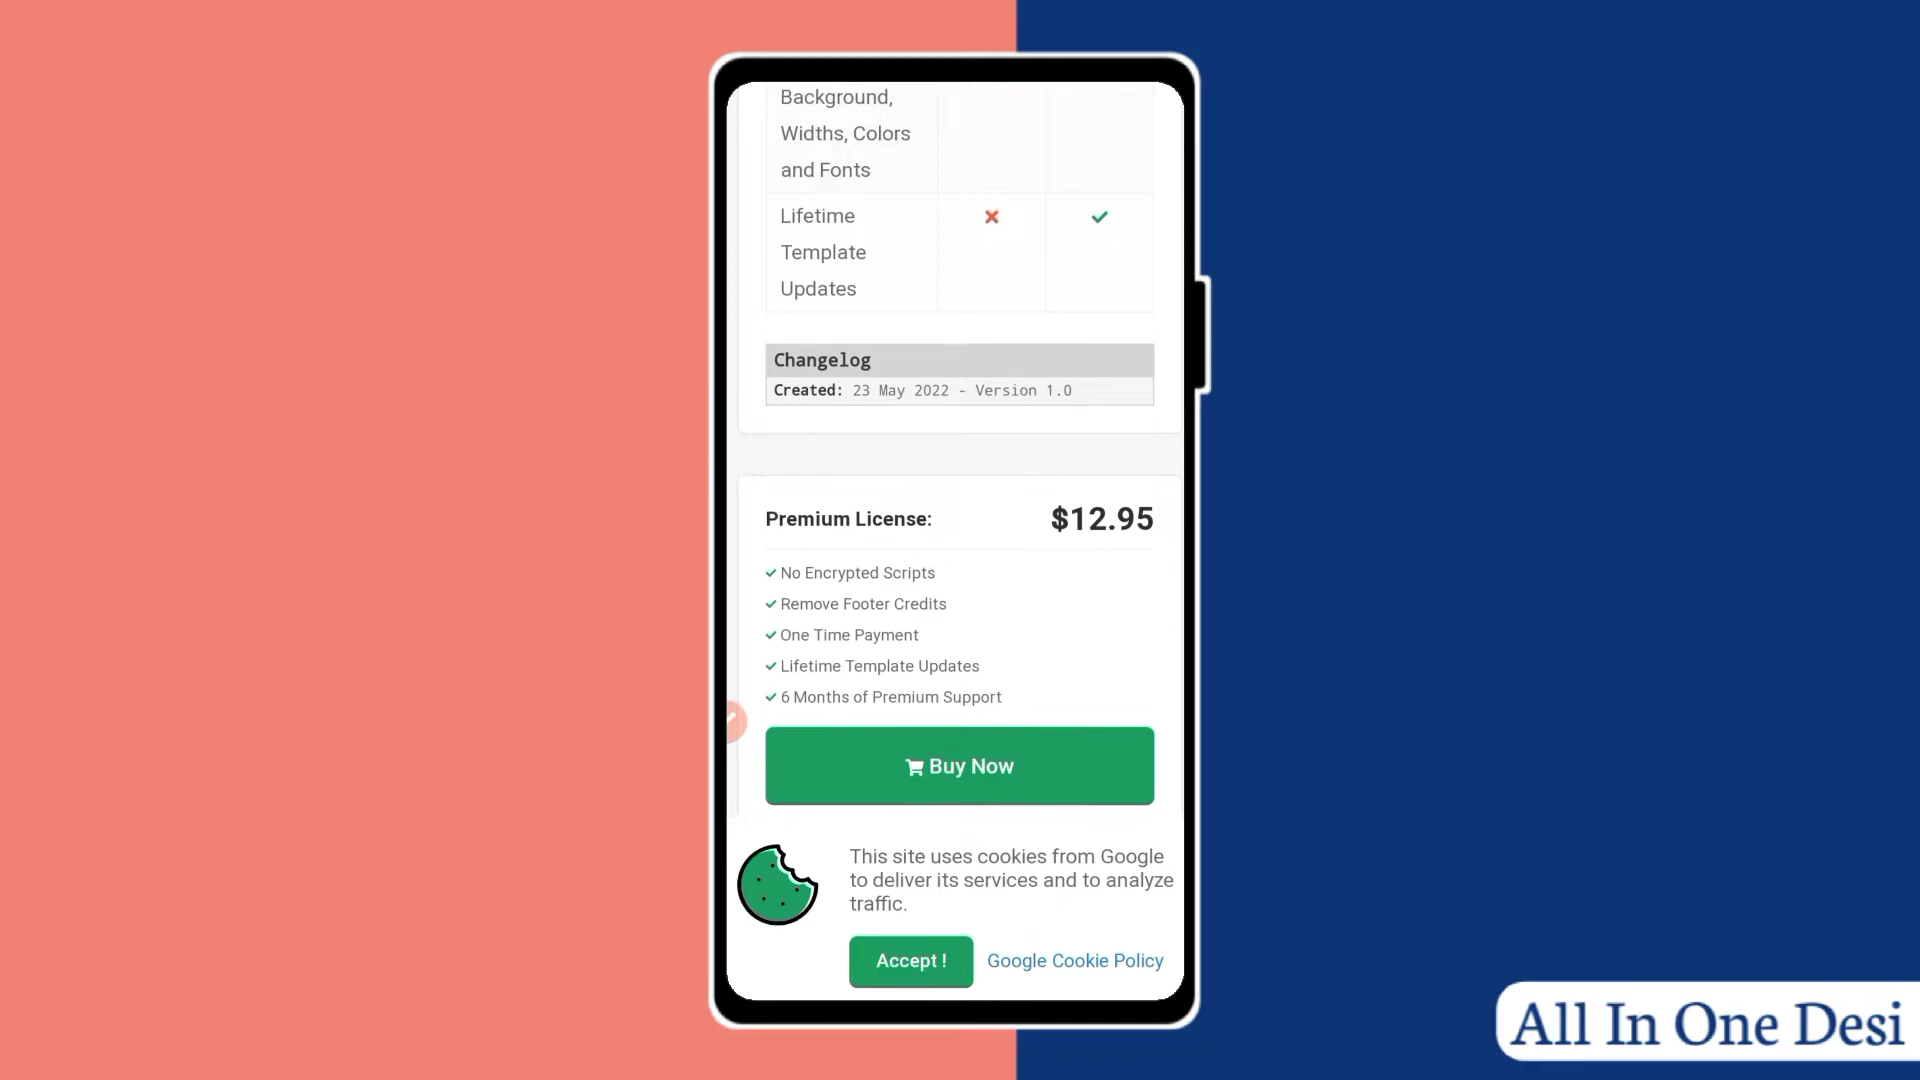 Background,
Widths, Colors
and Fonts
Lifetime
Template
Updates
Changelog
Created: 23 May 2022 - Version 1.0
Premium License: $12.95
No Encrypted Scripts
Remove Footer Credits
One Time Payment
Lifetime Template Updates
6 Months of Premium Support
Buy Now
This site uses cookies from Google
to deliver its services and to analyze
traffic.
Accept ! Google Cookie Policy
All In One Desi